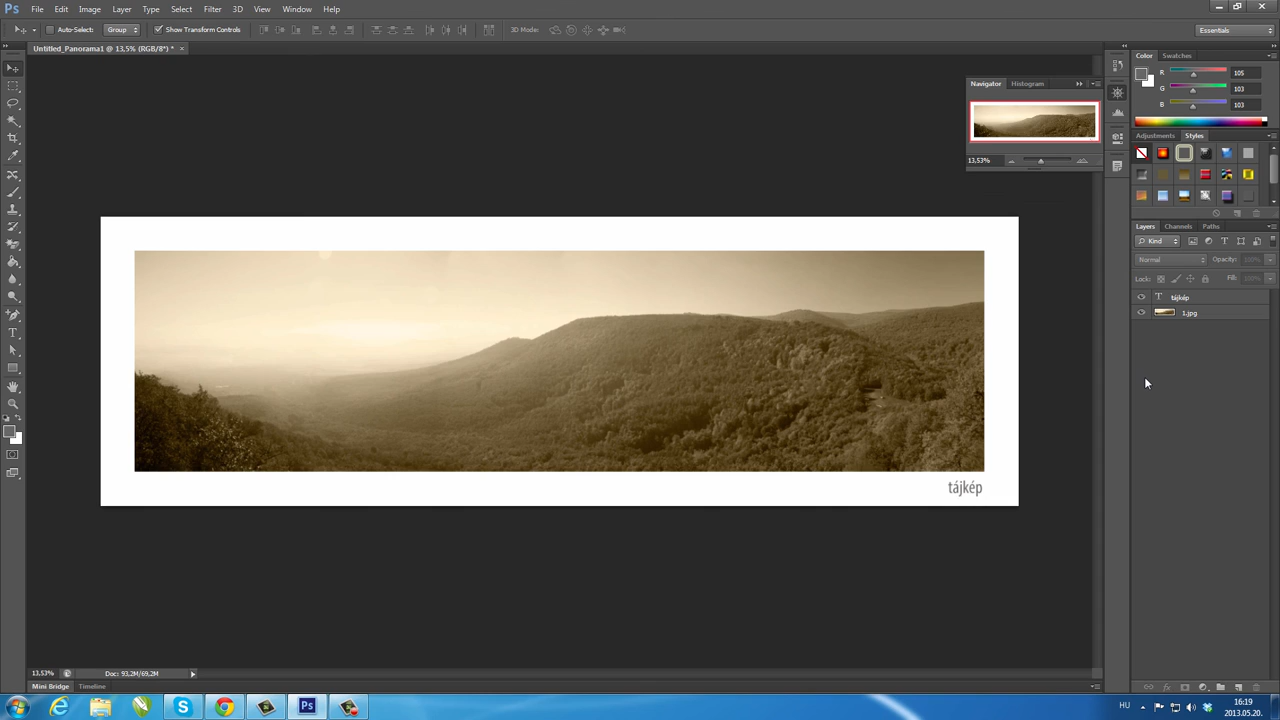 Ps File Edit Image Layer Type Select Filter 3D View Window Help
Auto-Select: Group Show Transform Controls 3D Mode: Essentials
Untitled_Panorama1 @ 13,5% (RGB/8*) * ×
Color Swatches
R 105
G 103
B 103
Navigator Histogram
13,53%
Adjustments Styles
Layers Channels Paths
Kind
Normal Opacity: 100%
Lock: Fill: 100%
T tájkép
1.jpg
tájkép
13,53% Doc: 93,2M/69,2M
Mini Bridge Timeline
HU 16:19
2013.05.20.